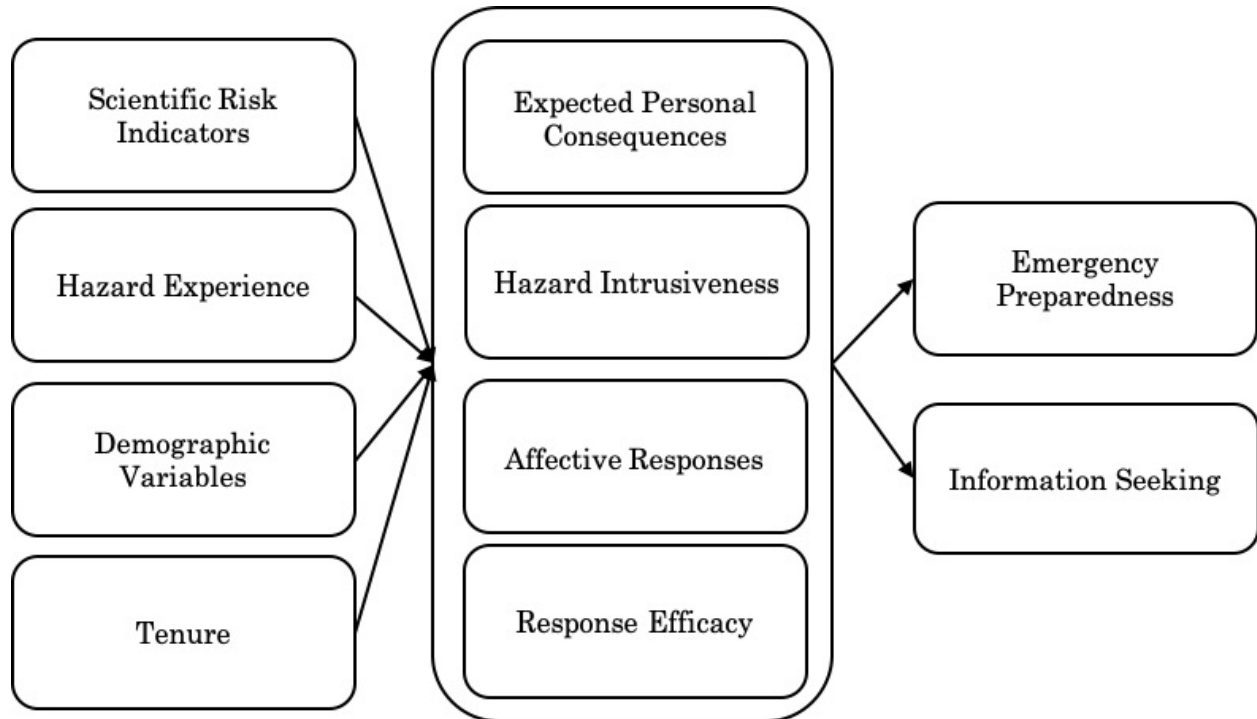 Scientific Risk
Indicators
Hazard Experience
Demographic
Variables
Tenure
Expected Personal
Consequences
Hazard Intrusiveness
Affective Responses
Response Efficacy
Emergency
Preparedness
Information Seeking